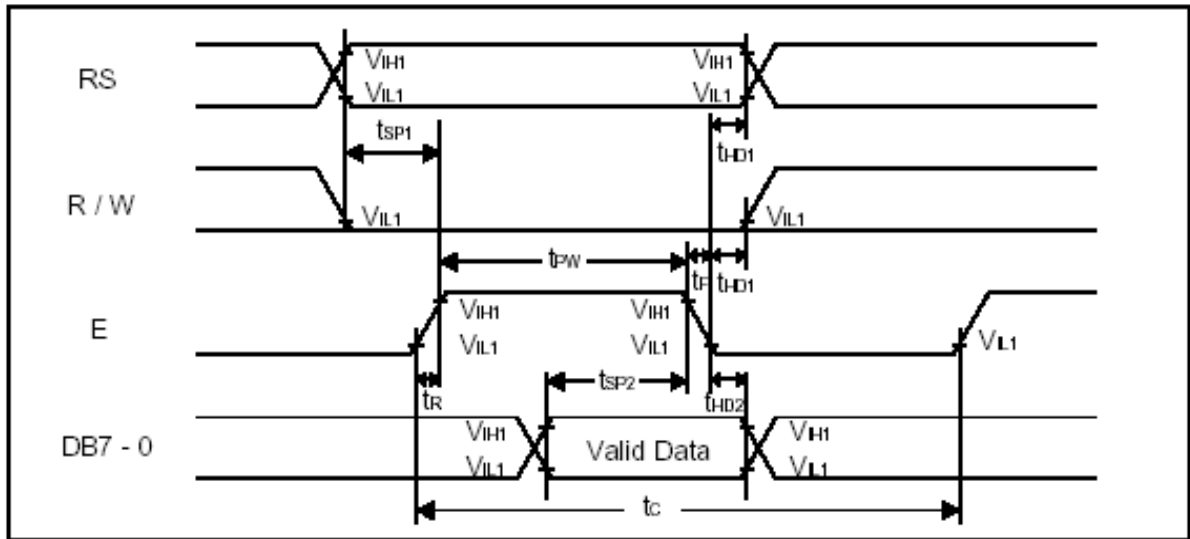 RS
VIH1 VIH1
VIL1 VIL1
tSP1 tHD1
R / W
VIL1 VIL1
tPW tF tHD1
E
VIH1 VIH1
VIL1 VIL1 VIL1
tR tSP2 tHD2
DB7 - 0
VIH1 Valid Data VIH1
VIL1 VIL1
tC